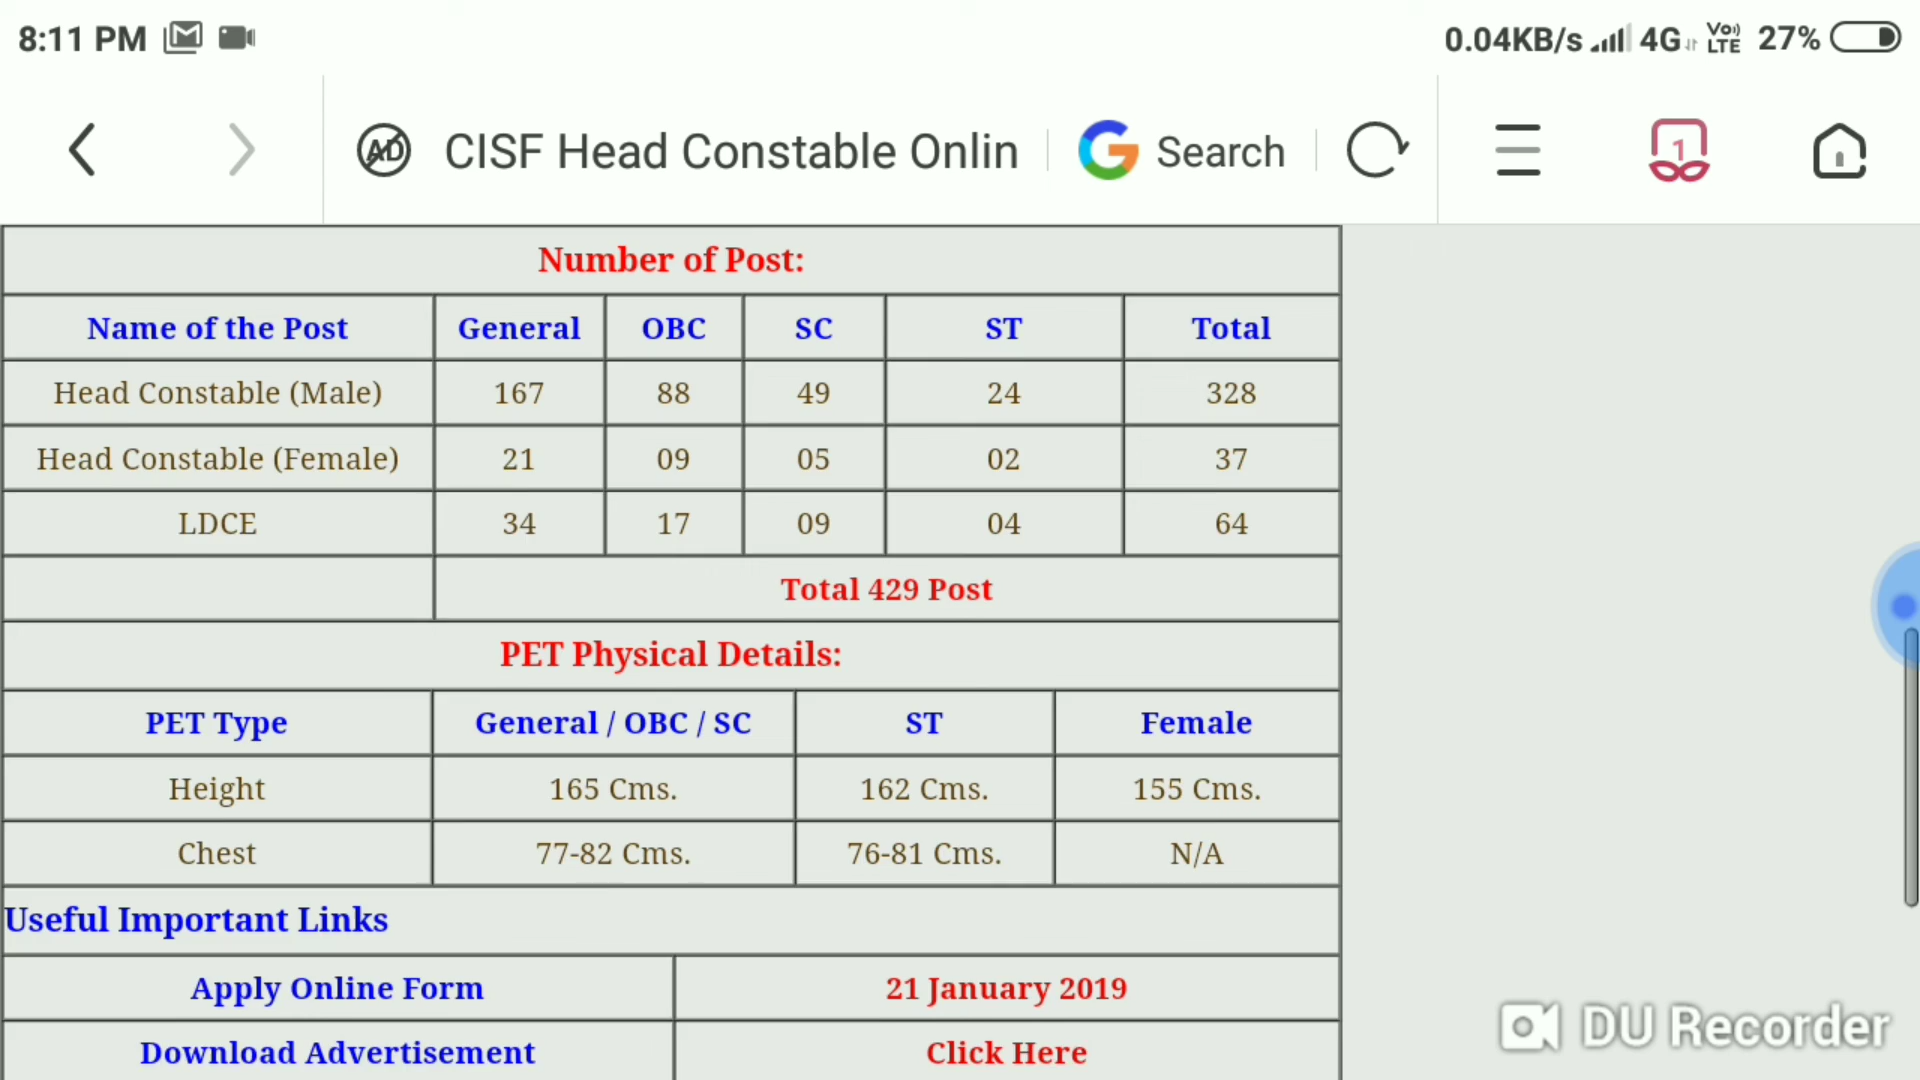 8:11 PM 0.04KB/s 4G Vo) LTE 27%
AD CISF Head Constable Onlin Search 1
Number of Post:
Name of the Post General OBC SC ST Total
Head Constable (Male) 167 88 49 24 328
Head Constable (Female) 21 09 05 02 37
LDCE 34 17 09 04 64
Total 429 Post
PET Physical Details:
PET Type General / OBC / SC ST Female
Height 165 Cms. 162 Cms. 155 Cms.
Chest 77-82 Cms. 76-81 Cms. N/A
Useful Important Links
Apply Online Form 21 January 2019
Download Advertisement Click Here
DU Recorder